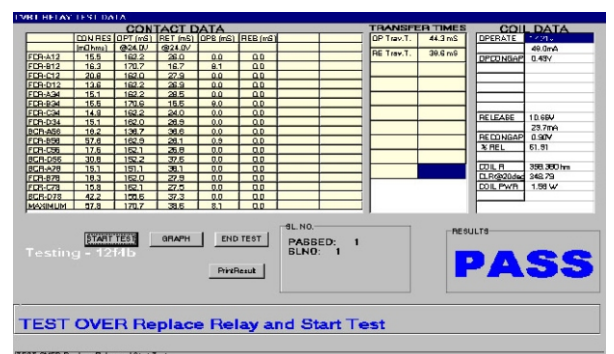 TVRT RELAY TEST DATA
CONTACT DATA
CON RES OPT (mS) RET (mS) OPB (mS) REB (mS)
(mOhms) @24.0V @24.0V
FCR-A12 15.5 162.2 26.0 0.0 0.0
FCR-B12 16.3 170.7 16.7 8.1 0.0
FCR-C12 20.8 162.0 27.9 0.0 0.0
FCR-D12 13.6 162.2 26.9 0.0 0.0
FCR-A34 15.1 162.2 28.5 0.0 0.0
FCR-B34 15.5 170.6 15.5 8.0 0.0
FCR-C34 14.9 162.2 24.0 0.0 0.0
FCR-D34 15.1 162.0 26.9 0.0 0.0
BCR-A56 18.2 136.7 36.6 0.0 0.0
BCR-B56 57.6 162.9 26.1 0.9 0.0
BCR-C56 17.6 162.1 26.8 0.0 0.0
BCR-D56 30.8 152.2 37.6 0.0 0.0
BCR-A78 15.1 151.1 38.1 0.0 0.0
FCR-B78 18.3 162.0 27.9 0.0 0.0
FCR-C78 15.8 162.1 27.5 0.0 0.0
BCR-D78 42.2 155.6 37.3 0.0 0.0
MAXIMUM 57.8 170.7 38.6 8.1 0.0
TRANSFER TIMES
OP Trav.T. 44.3 mS
RE Trav.T. 39.6 mS
COIL DATA
OPERATE
49.0mA
OPCONGAP 0.49V
RELEASE 10.68V
29.7mA
RECONGAP 0.90V
% REL 61.91
COIL R
CLR@20deg 348.79
COIL PWR 1.98 W
START TEST
GRAPH
END TEST
Testing - 12f4b
PrintResult
SL. NO.
PASSED: 1
SLNO: 1
RESULTS
PASS
TEST OVER Replace Relay and Start Test